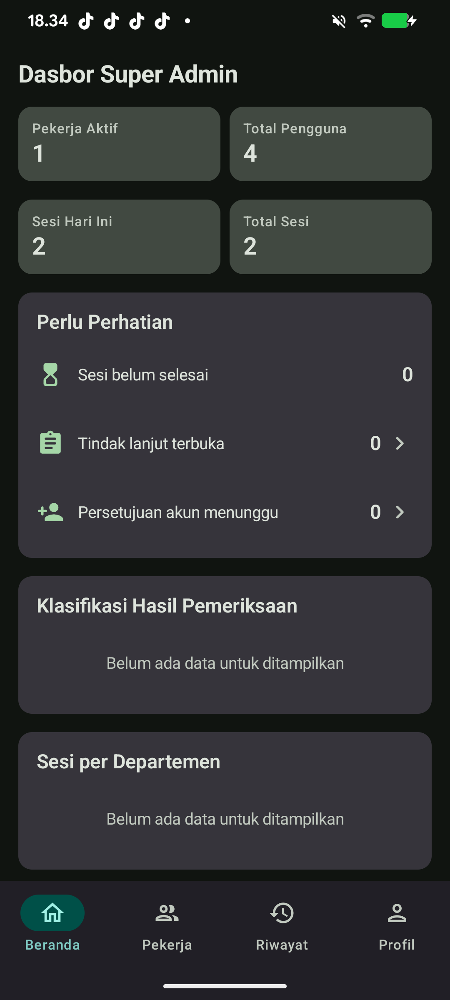 18.34
Dasbor Super Admin
Pekerja Aktif
1
Total Pengguna
4
Sesi Hari Ini
2
Total Sesi
2
Perlu Perhatian
Sesi belum selesai 0
Tindak lanjut terbuka 0
Persetujuan akun menunggu 0
Klasifikasi Hasil Pemeriksaan
Belum ada data untuk ditampilkan
Sesi per Departemen
Belum ada data untuk ditampilkan
Beranda Pekerja Riwayat Profil